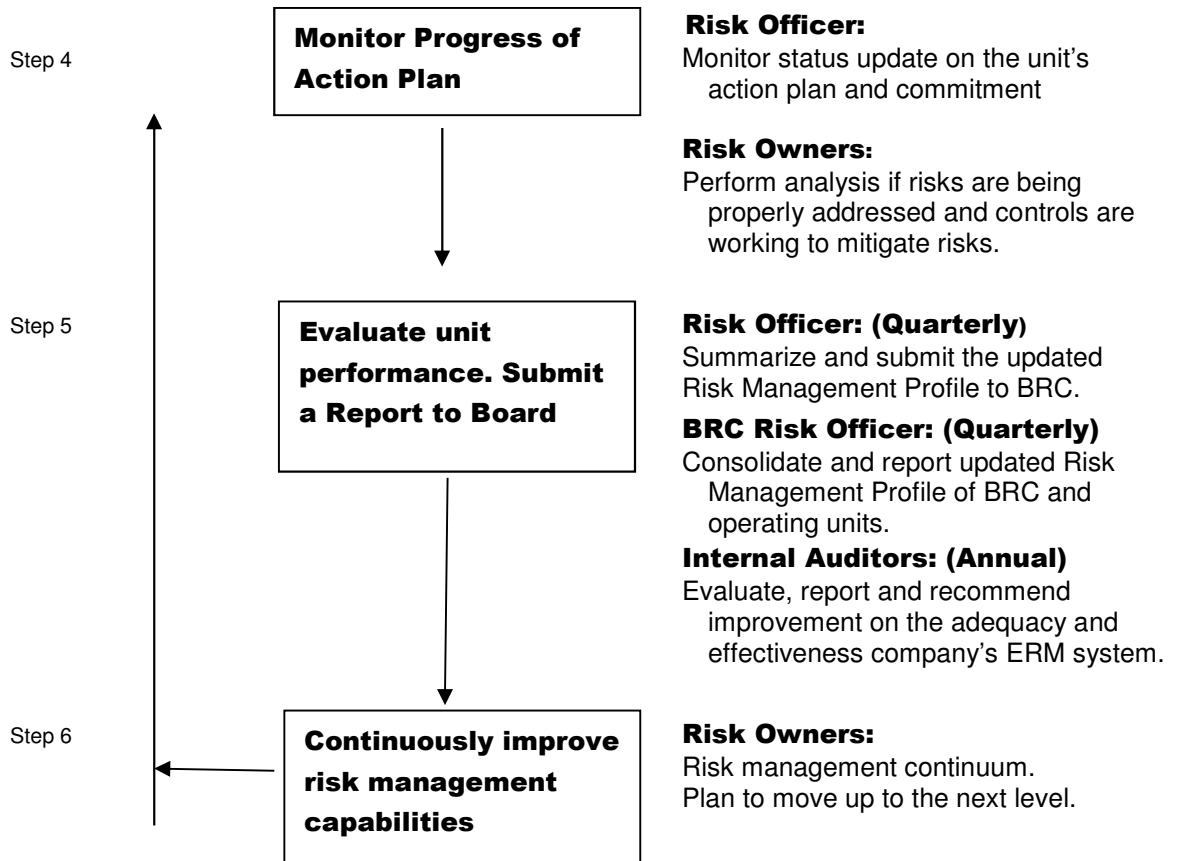 Step 4
Monitor Progress of
Action Plan
Risk Officer:
Monitor status update on the unit's
action plan and commitment
Risk Owners:
Perform analysis if risks are being
properly addressed and controls are
working to mitigate risks.
Step 5
Evaluate unit
performance. Submit
a Report to Board
Risk Officer: (Quarterly)
Summarize and submit the updated
Risk Management Profile to BRC.
BRC Risk Officer: (Quarterly)
Consolidate and report updated Risk
Management Profile of BRC and
operating units.
Internal Auditors: (Annual)
Evaluate, report and recommend
improvement on the adequacy and
effectiveness company's ERM system.
Step 6
Continuously improve
risk management
capabilities
Risk Owners:
Risk management continuum.
Plan to move up to the next level.